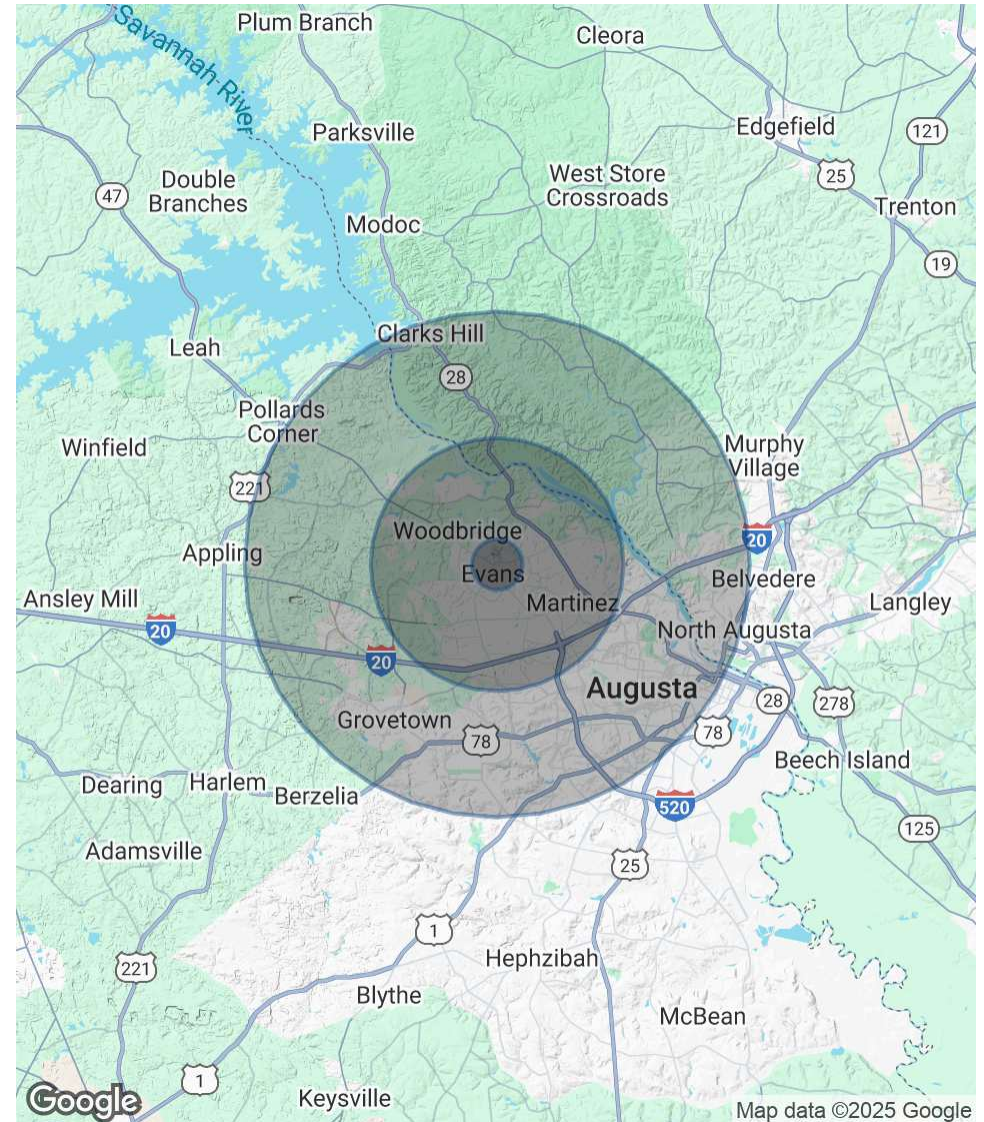 Plum Branch
Cleora
Savannah River
Parksville
Edgefield
121
Double
Branches
West Store
Crossroads
25
47
Trenton
Modoc
19
Clarks Hill
Leah
28
Pollards
Corner
Winfield
Murphy
Village
221
Woodbridge
20
Appling
Evans
Belvedere
Ansley Mill
Martinez
Langley
20
North Augusta
20
Augusta
28
278
Grovetown
78
78
Beech Island
Dearing
Harlem
Berzelia
520
125
Adamsville
25
1
Hephzibah
221
Blythe
McBean
1
Keysville
Google
Map data ©2025 Google